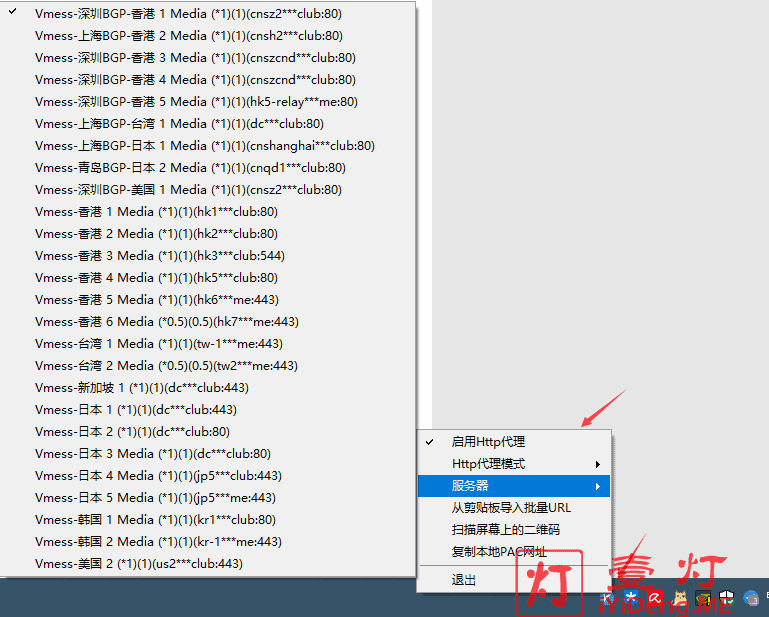 Vmess-深圳BGP-香港 1 Media (*1)(1)(cnsz2***club:80)
Vmess-上海BGP-香港 2 Media (*1)(1)(cnsh2***club:80)
Vmess-深圳BGP-香港 3 Media (*1)(1)(cnszcnd***club:80)
Vmess-深圳BGP-香港 4 Media (*1)(1)(cnszcnd***club:80)
Vmess-深圳BGP-香港 5 Media (*1)(1)(hk5-relay***me:80)
Vmess-上海BGP-台湾 1 Media (*1)(1)(dc***club:80)
Vmess-上海BGP-日本 1 Media (*1)(1)(cnshanghai***club:80)
Vmess-青岛BGP-日本 2 Media (*1)(1)(cnqd1***club:80)
Vmess-深圳BGP-美国 1 Media (*1)(1)(cnsz2***club:80)
Vmess-香港 1 Media (*1)(1)(hk1***club:80)
Vmess-香港 2 Media (*1)(1)(hk2***club:80)
Vmess-香港 3 Media (*1)(1)(hk3***club:544)
Vmess-香港 4 Media (*1)(1)(hk5***club:80)
Vmess-香港 5 Media (*1)(1)(hk6***me:443)
Vmess-香港 6 Media (*0.5)(0.5)(hk7***me:443)
Vmess-台湾 1 Media (*1)(1)(tw-1***me:443)
Vmess-台湾 2 Media (*0.5)(0.5)(tw2***me:443)
Vmess-新加坡 1 (*1)(1)(dc***club:443)
Vmess-日本 1 (*1)(1)(dc***club:443)
Vmess-日本 2 (*1)(1)(dc***club:80)
Vmess-日本 3 Media (*1)(1)(dc***club:80)
Vmess-日本 4 Media (*1)(1)(jp5***club:443)
Vmess-日本 5 Media (*1)(1)(jp5***me:443)
Vmess-韩国 1 Media (*1)(1)(kr1***club:80)
Vmess-韩国 2 Media (*1)(1)(kr-1***me:443)
Vmess-美国 2 (*1)(1)(us2***club:443)
启用Http代理
Http代理模式
服务器
从剪贴板导入批量URL
扫描屏幕上的二维码
复制本地PAC网址
退出
灯
壹灯
YiDeng.ME